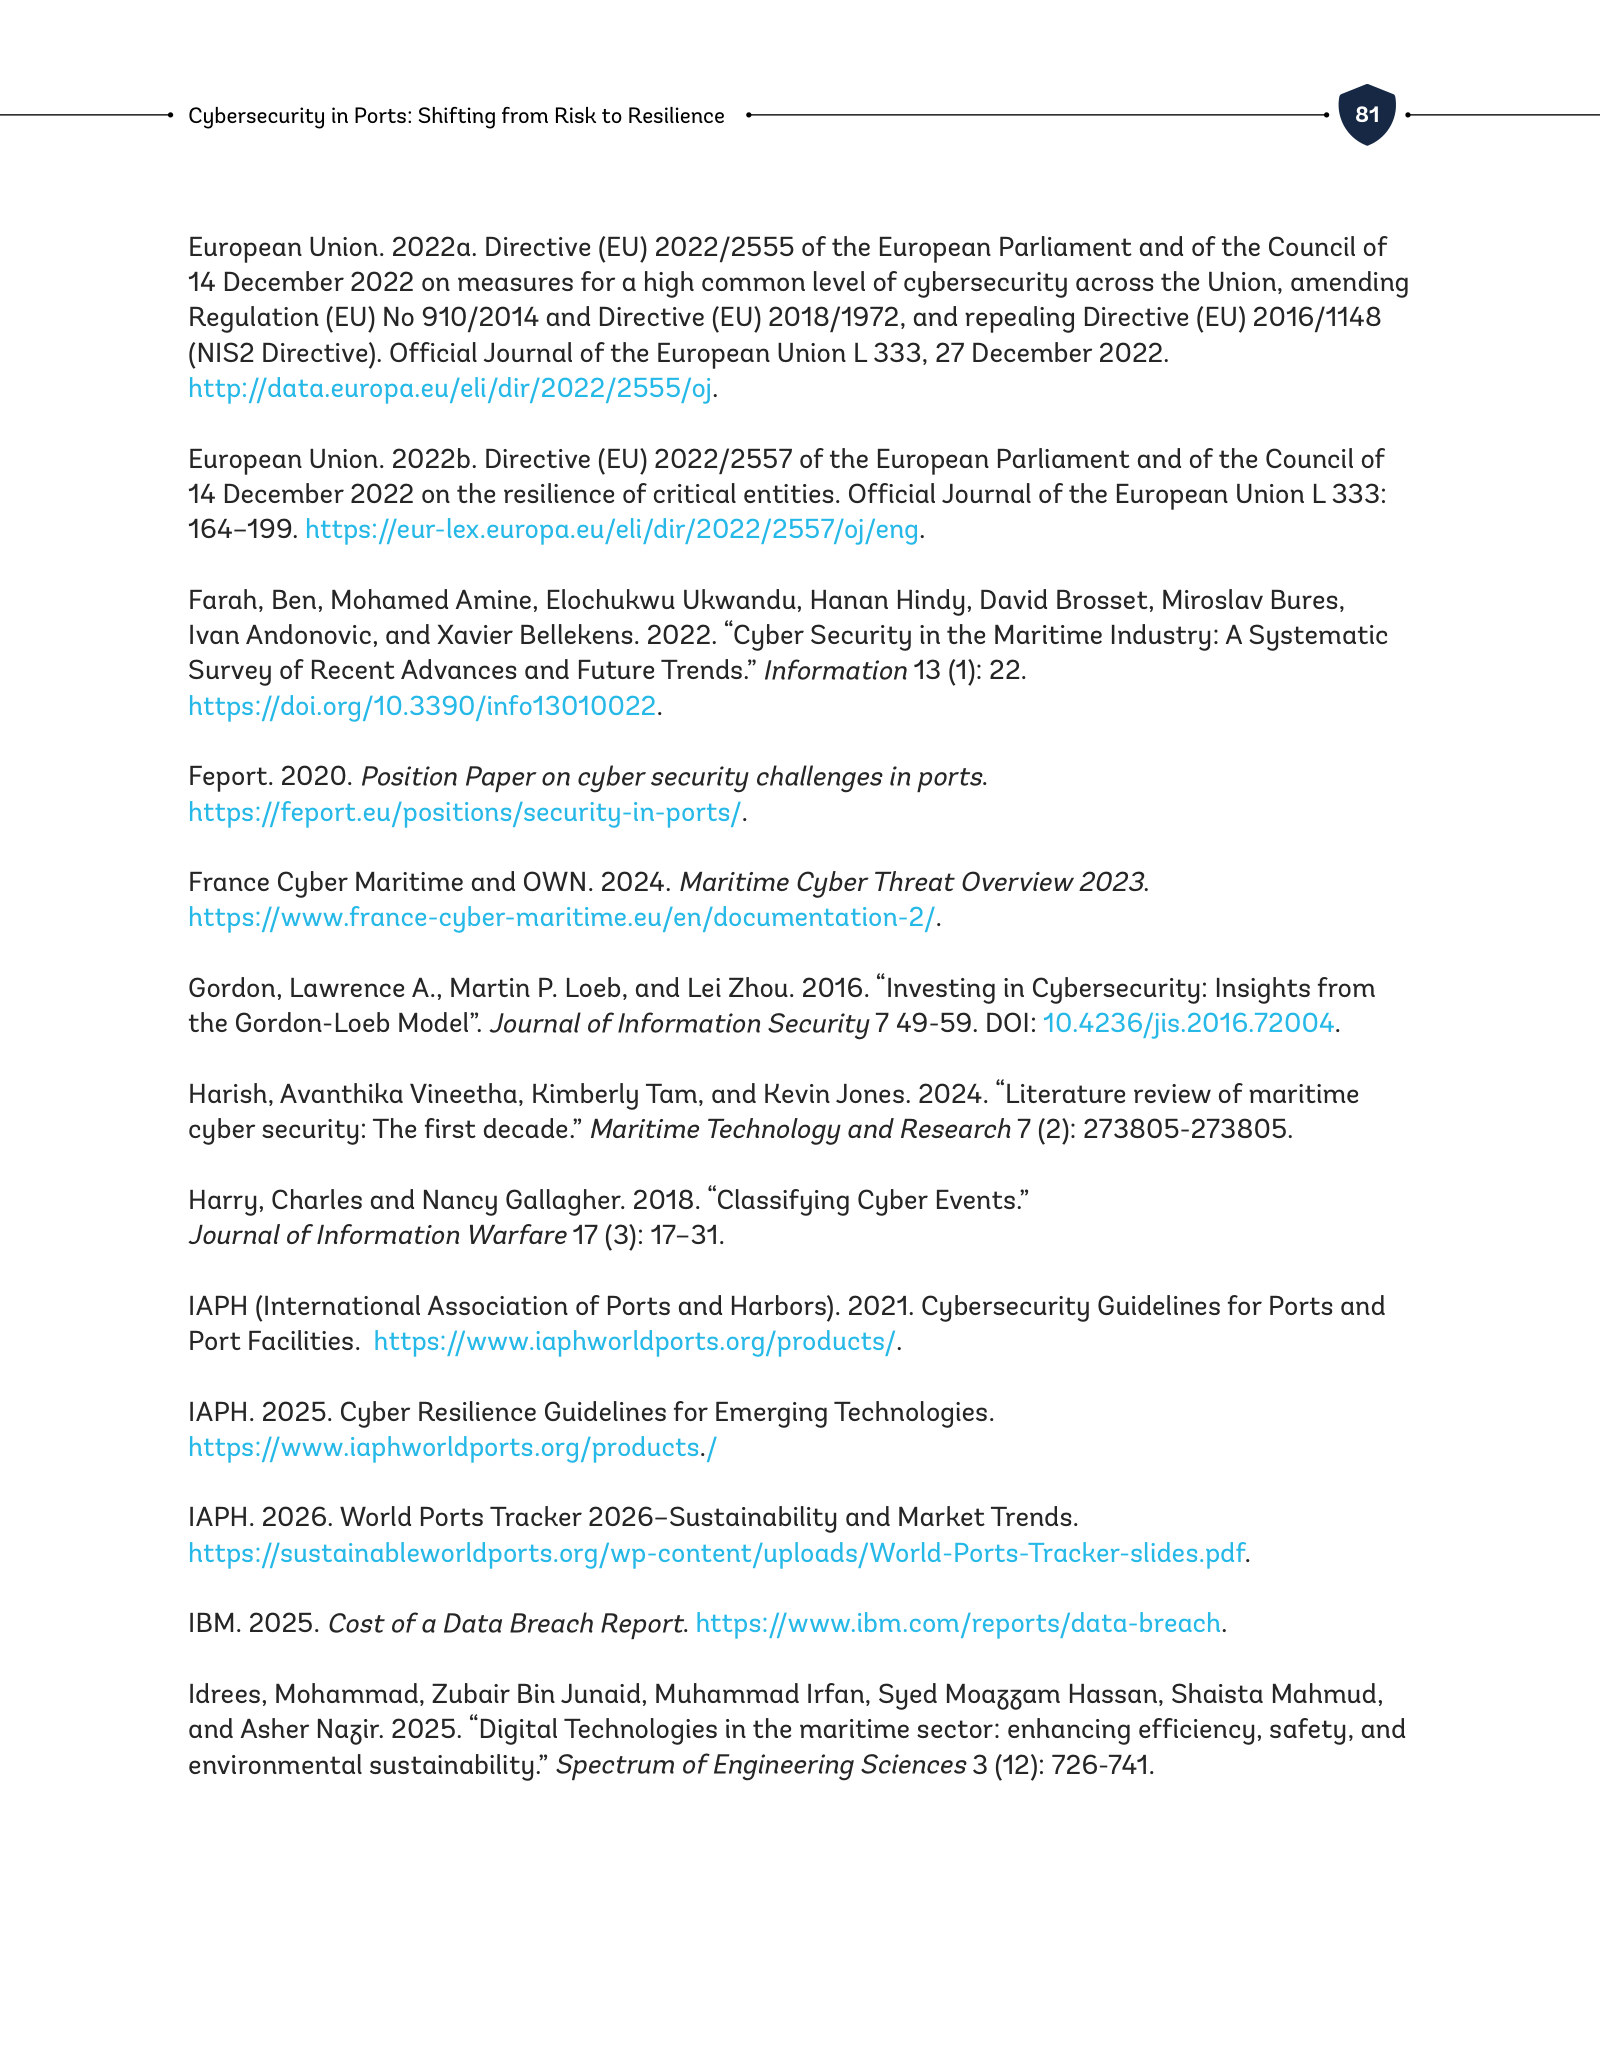 Cybersecurity in Ports: Shifting from Risk to Resilience
81
European Union. 2022a. Directive (EU) 2022/2555 of the European Parliament and of the Council of
14 December 2022 on measures for a high common level of cybersecurity across the Union, amending
Regulation (EU) No 910/2014 and Directive (EU) 2018/1972, and repealing Directive (EU) 2016/1148
(NIS2 Directive). Official Journal of the European Union L 333, 27 December 2022.
http://data.europa.eu/eli/dir/2022/2555/oj.
European Union. 2022b. Directive (EU) 2022/2557 of the European Parliament and of the Council of
14 December 2022 on the resilience of critical entities. Official Journal of the European Union L 333:
164–199. https://eur-lex.europa.eu/eli/dir/2022/2557/oj/eng.
Farah, Ben, Mohamed Amine, Elochukwu Ukwandu, Hanan Hindy, David Brosset, Miroslav Bures,
Ivan Andonovic, and Xavier Bellekens. 2022. “Cyber Security in the Maritime Industry: A Systematic
Survey of Recent Advances and Future Trends.” Information 13 (1): 22.
https://doi.org/10.3390/info13010022.
Feport. 2020. Position Paper on cyber security challenges in ports.
https://feport.eu/positions/security-in-ports/.
France Cyber Maritime and OWN. 2024. Maritime Cyber Threat Overview 2023.
https://www.france-cyber-maritime.eu/en/documentation-2/.
Gordon, Lawrence A., Martin P. Loeb, and Lei Zhou. 2016. “Investing in Cybersecurity: Insights from
the Gordon-Loeb Model”. Journal of Information Security 7 49-59. DOI: 10.4236/jis.2016.72004.
Harish, Avanthika Vineetha, Kimberly Tam, and Kevin Jones. 2024. “Literature review of maritime
cyber security: The first decade.” Maritime Technology and Research 7 (2): 273805-273805.
Harry, Charles and Nancy Gallagher. 2018. “Classifying Cyber Events.”
Journal of Information Warfare 17 (3): 17–31.
IAPH (International Association of Ports and Harbors). 2021. Cybersecurity Guidelines for Ports and
Port Facilities. https://www.iaphworldports.org/products/.
IAPH. 2025. Cyber Resilience Guidelines for Emerging Technologies.
https://www.iaphworldports.org/products./
IAPH. 2026. World Ports Tracker 2026–Sustainability and Market Trends.
https://sustainableworldports.org/wp-content/uploads/World-Ports-Tracker-slides.pdf.
IBM. 2025. Cost of a Data Breach Report. https://www.ibm.com/reports/data-breach.
Idrees, Mohammad, Zubair Bin Junaid, Muhammad Irfan, Syed Moazzam Hassan, Shaista Mahmud,
and Asher Nazir. 2025. “Digital Technologies in the maritime sector: enhancing efficiency, safety, and
environmental sustainability.” Spectrum of Engineering Sciences 3 (12): 726-741.